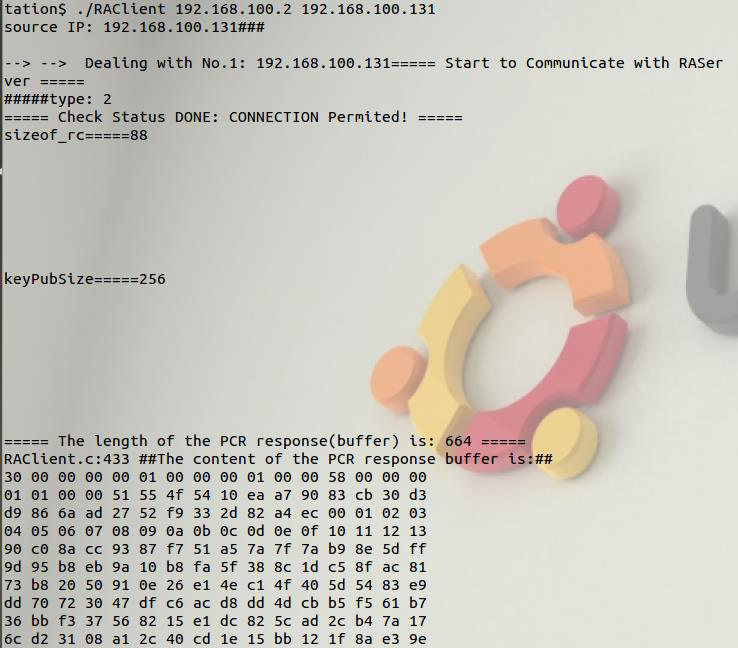 tation$ ./RAClient 192.168.100.2 192.168.100.131
source IP: 192.168.100.131###
--> -->  Dealing with No.1: 192.168.100.131===== Start to Communicate with RASer
ver =====
#####type: 2
===== Check Status DONE: CONNECTION Permited! =====
sizeof_rc=====88
keyPubSize=====256
===== The length of the PCR response(buffer) is: 664 =====
RAClient.c:433 ##The content of the PCR response buffer is:##
30 00 00 00 00 01 00 00 00 01 00 00 58 00 00 00
01 01 00 00 51 55 4f 54 10 ea a7 90 83 cb 30 d3
d9 86 6a ad 27 52 f9 33 2d 82 a4 ec 00 01 02 03
04 05 06 07 08 09 0a 0b 0c 0d 0e 0f 10 11 12 13
90 c0 8a cc 93 87 f7 51 a5 7a 7f 7a b9 8e 5d ff
9d 95 b8 eb 9a 10 b8 fa 5f 38 8c 1d c5 8f ac 81
73 b8 20 50 91 0e 26 e1 4e c1 4f 40 5d 54 83 e9
dd 70 72 30 47 df c6 ac d8 dd 4d cb b5 f5 61 b7
36 bb f3 37 56 82 15 e1 dc 82 5c ad 2c b4 7a 17
6c d2 31 08 a1 2c 40 cd 1e 15 bb 12 1f 8a e3 9e